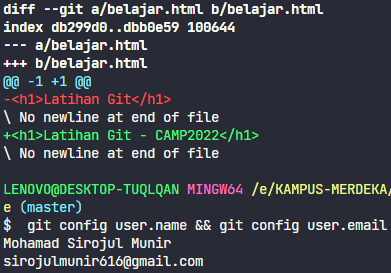 diff --git a/belajar.html b/belajar.html
index db299d0..dbb0e59 100644
--- a/belajar.html
+++ b/belajar.html
@@ -1 +1 @@
-<h1>Latihan Git</h1>
\ No newline at end of file
+<h1>Latihan Git - CAMP2022</h1>
\ No newline at end of file
LENOVO@DESKTOP-TUQLQAN MINGW64 /e/KAMPUS-MERDEKA/
e (master)
$  git config user.name && git config user.email
Mohamad Sirojul Munir
sirojulmunir616@gmail.com